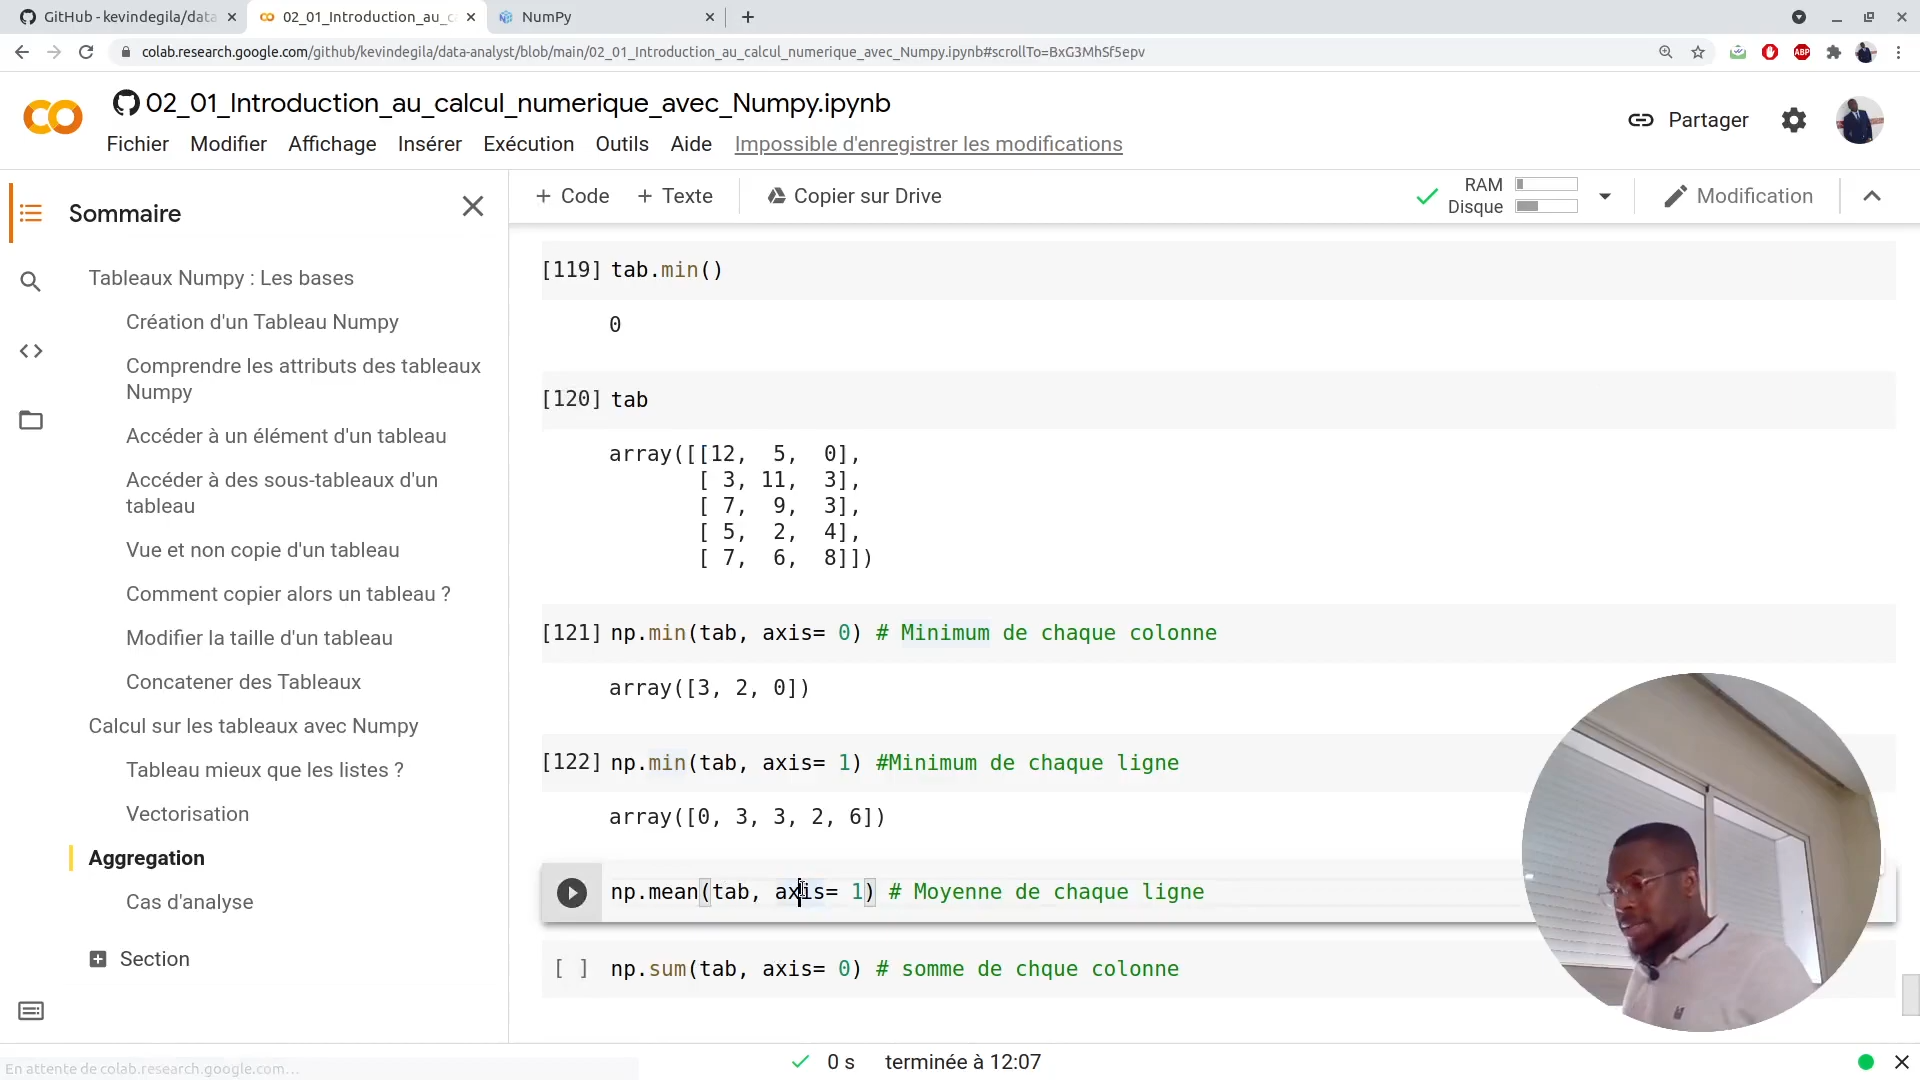 GitHub - kevindegila/data
02_01_Introduction_au_c
NumPy
colab.research.google.com/github/kevindegila/data-analyst/blob/main/02_01_Introduction_au_calcul_numerique_avec_Numpy.ipynb#scrollTo=BxG3MhSf5epv
ABP
02_01_Introduction_au_calcul_numerique_avec_Numpy.ipynb
Partager
Fichier Modifier Affichage Insérer Exécution Outils Aide Impossible d'enregistrer les modifications
+ Code + Texte Copier sur Drive
RAM
Disque
Modification
Sommaire
Tableaux Numpy : Les bases
Création d'un Tableau Numpy
Comprendre les attributs des tableaux
Numpy
Accéder à un élément d'un tableau
Accéder à des sous-tableaux d'un
tableau
Vue et non copie d'un tableau
Comment copier alors un tableau ?
Modifier la taille d'un tableau
Concatener des Tableaux
Calcul sur les tableaux avec Numpy
Tableau mieux que les listes ?
Vectorisation
Aggregation
Cas d'analyse
Section
[119] tab.min()
0
[120] tab
array([[12, 5, 0],
[ 3, 11, 3],
[ 7, 9, 3],
[ 5, 2, 4],
[ 7, 6, 8]])
[121] np.min(tab, axis= 0) # Minimum de chaque colonne
array([3, 2, 0])
[122] np.min(tab, axis= 1) #Minimum de chaque ligne
array([0, 3, 3, 2, 6])
np.mean(tab, axis= 1) # Moyenne de chaque ligne
[ ] np.sum(tab, axis= 0) # somme de chque colonne
En attente de colab.research.google.com...
0 s terminée à 12:07